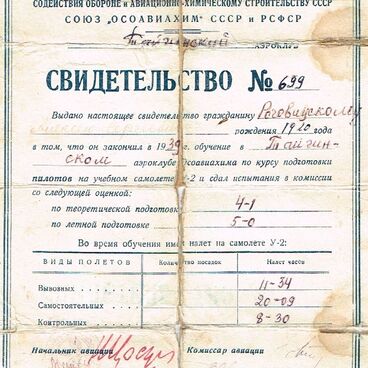 СОДЕЙСТВИЯ ОБОРОНЕ и АВИАЦИОННО-ХИМИЧЕСКОМУ СТРОИТЕЛЬСТВУ СССР
СОЮЗ „ОСОАВИАХИМ" СССР и РСФСР
Тайгинский АЭРОКЛУБ
СВИДЕТЕЛЬСТВО № 699
Выдано настоящее свидетельство гражданину Роговицскому
рождения 1910 года
в том, что он закончил в 1939 г. обучение в Тайгин-
ском аэроклубе Осоавиахима по курсу подготовки
пилотов на учебном самолете У-2 и сдал испытания в комиссии
со следующей оценкой:
по теоретической подготовке 4-1
по летной подготовке 5-0
Во время обучения имел налет на самолете У-2:
ВИДЫ ПОЛЕТОВ Количество посадок Налет часов
Вывозных 11-34
Самостоятельных 20-09
Контрольных 8-30
Начальник авиации Комиссар авиации